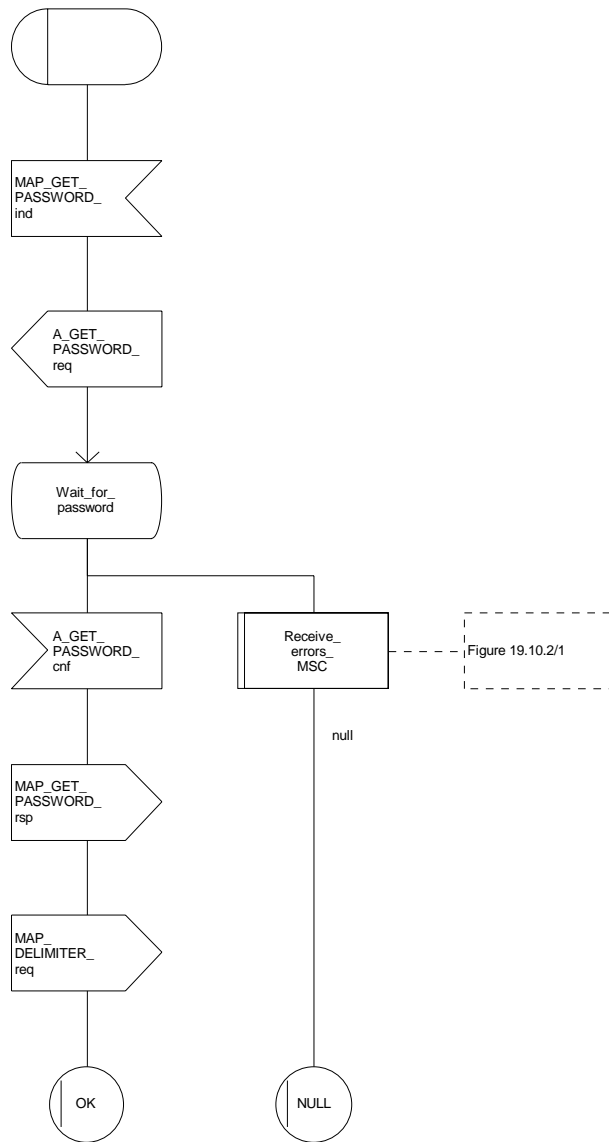 MAP_GET_
PASSWORD_
ind
A_GET_
PASSWORD_
req
Wait_for_
password
A_GET_
PASSWORD_
cnf
Receive_
errors_
MSC
Figure 19.10.2/1
null
MAP_GET_
PASSWORD_
rsp
MAP_
DELIMITER_
req
OK
NULL